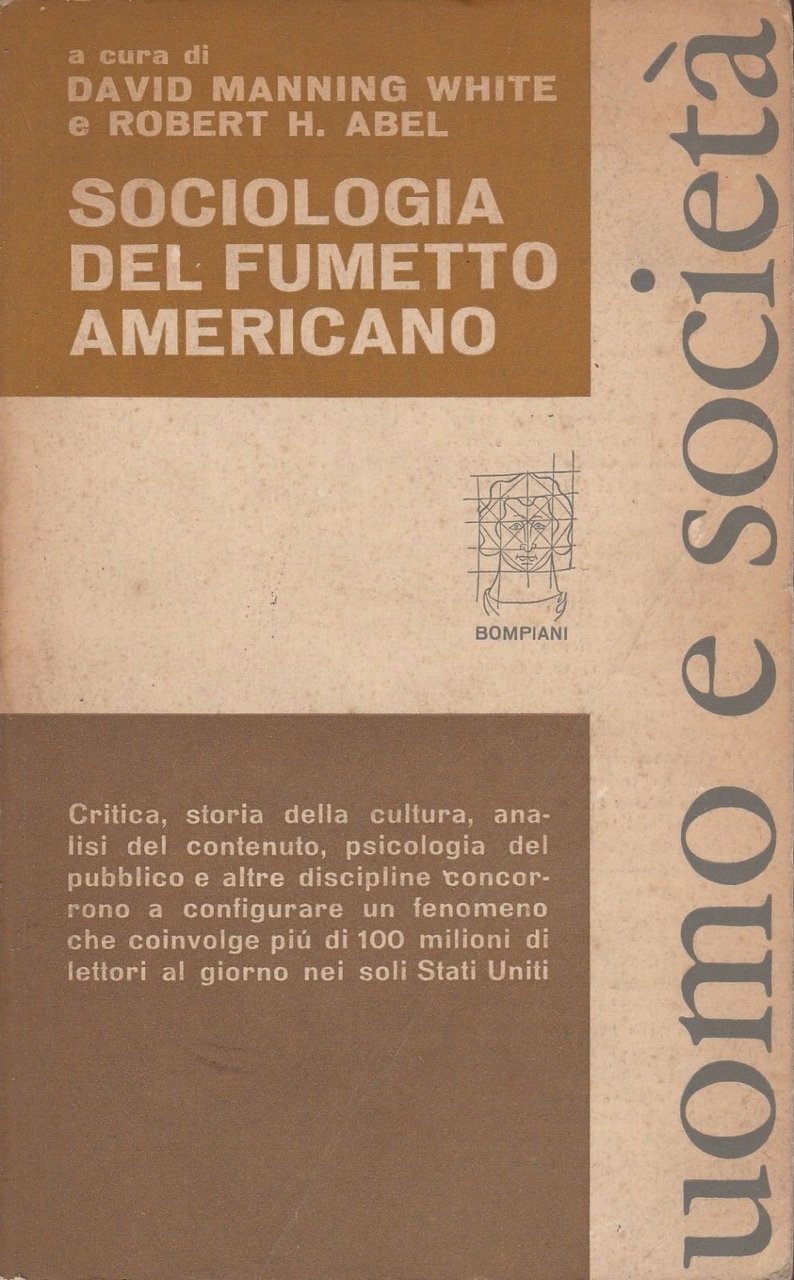 a cura di
DAVID MANNING WHITE
e ROBERT H. ABEL
SOCIOLOGIA
DEL FUMETTO
AMERICANO
BOMPIANI
Critica, storia della cultura, ana-
lisi del contenuto, psicologia del
pubblico e altre discipline concor-
rono a configurare un fenomeno
che coinvolge piú di 100 milioni di
lettori al giorno nei soli Stati Uniti
uomo e società